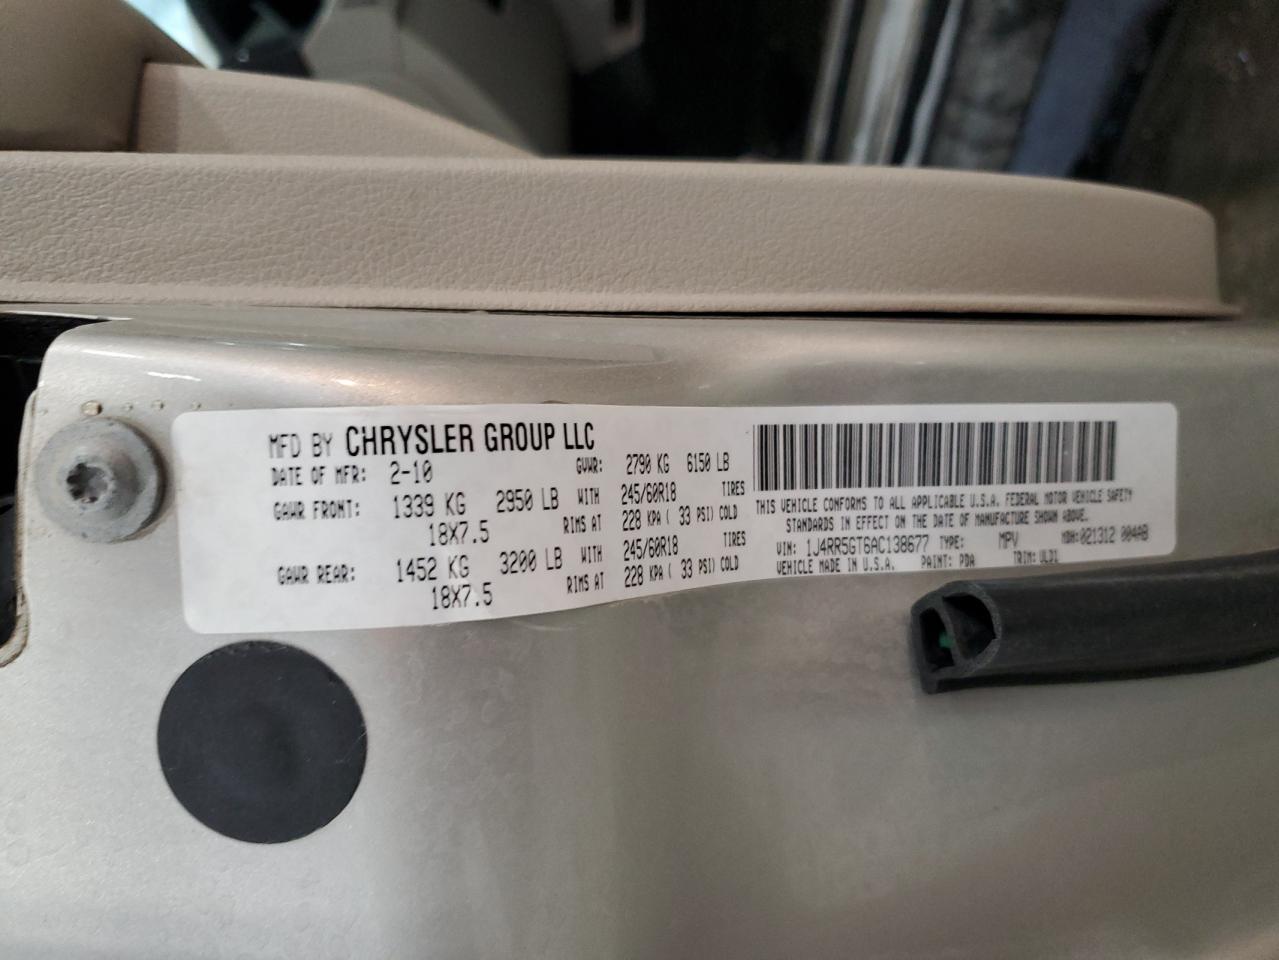 MFD BY CHRYSLER GROUP LLC
DATE OF MFR: 2-10 GVWR: 2790 KG 6150 LB
GAWR FRONT: 1339 KG 2950 LB WITH 245/60R18 TIRES
18X7.5 RIMS AT 228 KPA ( 33 PSI) COLD
GAWR REAR: 1452 KG 3200 LB WITH 245/60R18 TIRES
18X7.5 RIMS AT 228 KPA ( 33 PSI) COLD
THIS VEHICLE CONFORMS TO ALL APPLICABLE U.S.A. FEDERAL MOTOR VEHICLE SAFETY
STANDARDS IN EFFECT ON THE DATE OF MANUFACTURE SHOWN ABOVE.
VIN: 1J4RR5GT6AC138677 TYPE: MPV MDH: 021312 004AB
VEHICLE MADE IN U.S.A. PAINT: PDA TRIM: ULD1